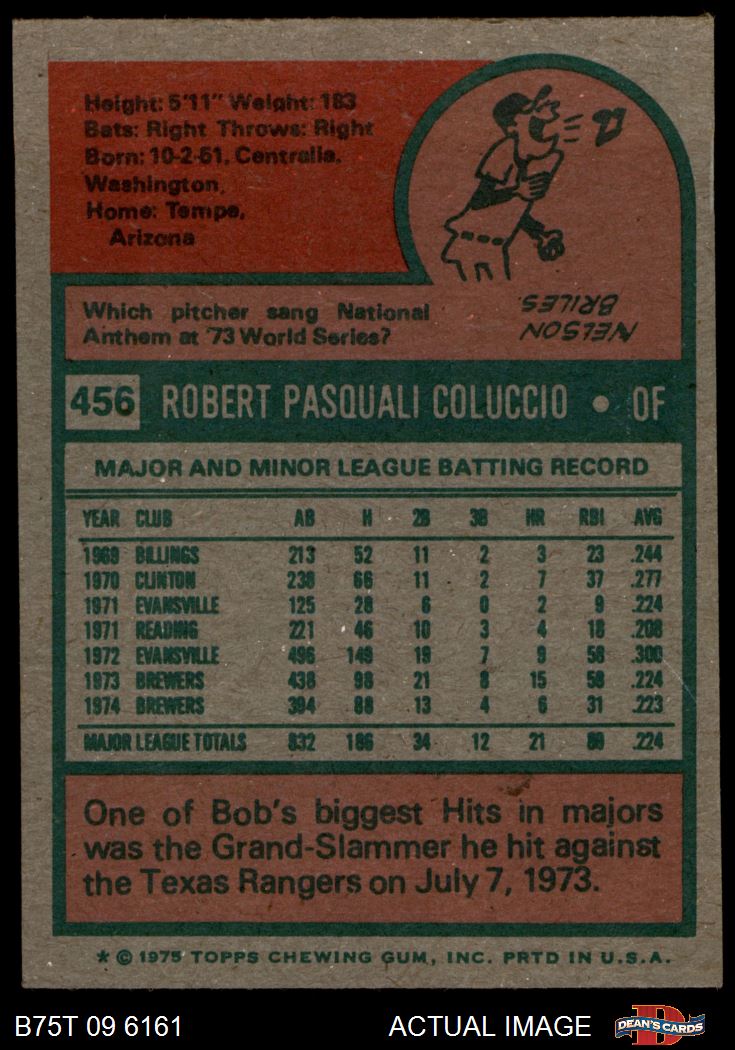 Height: 5'11" Weight: 183
Bats: Right Throws: Right
Born: 10-2-51, Centralia,
Washington,
Home: Tempe,
Arizona
Which pitcher sang National
Anthem at '73 World Series?
NELSON
BRILES.
456 ROBERT PASQUALI COLUCCIO • OF
MAJOR AND MINOR LEAGUE BATTING RECORD
YEAR CLUB AB H 2B 3B HR RBI AVG
1969 BILLINGS 213 52 11 2 3 23 .244
1970 CLINTON 238 66 11 2 7 37 .277
1971 EVANSVILLE 125 28 6 0 2 9 .224
1971 READING 221 46 10 3 4 18 .208
1972 EVANSVILLE 496 149 19 7 9 58 .300
1973 BREWERS 438 98 21 8 15 58 .224
1974 BREWERS 394 88 13 4 6 31 .223
MAJOR LEAGUE TOTALS 832 186 34 12 21 89 .224
One of Bob's biggest Hits in majors
was the Grand-Slammer he hit against
the Texas Rangers on July 7, 1973.
* © 1975 TOPPS CHEWING GUM, INC. PRTD IN U.S.A.
B75T 09 6161 ACTUAL IMAGE DEAN'S CARDS